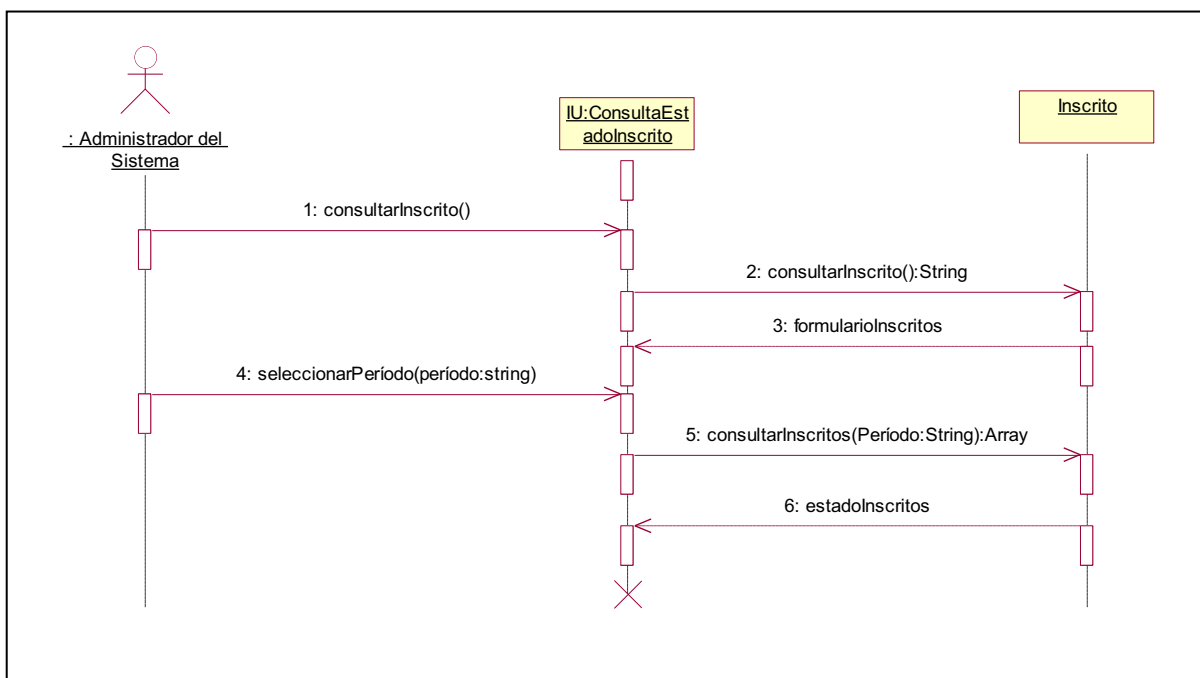 : Administrador del
Sistema
IU:ConsultaEst
adoInscrito
Inscrito
1: consultarInscrito()
2: consultarInscrito():String
3: formularioInscritos
4: seleccionarPeríodo(período:string)
5: consultarInscritos(Período:String):Array
6: estadoInscritos